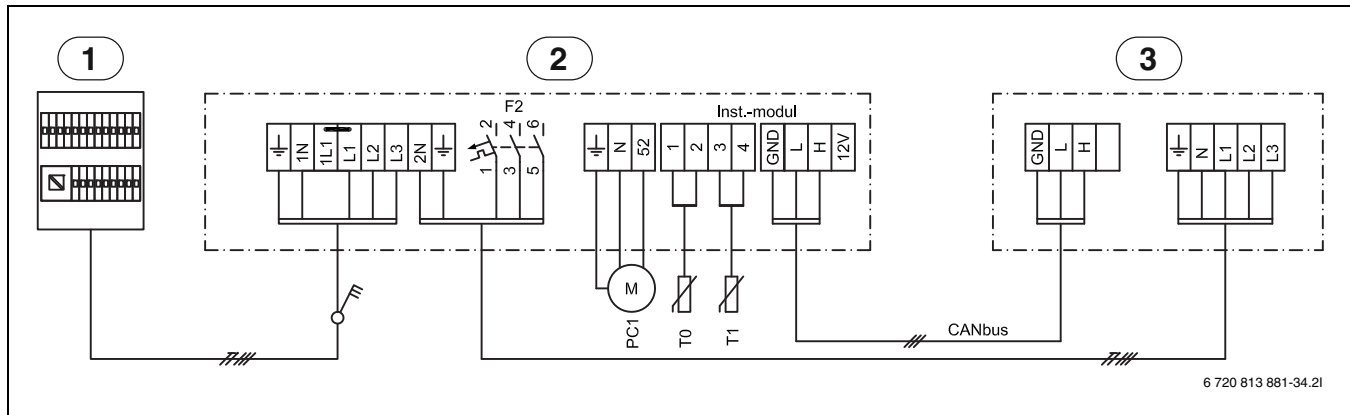 1
2
3
F2
Inst.-modul
1N
1L1
L1
L2
L3
2N
2
4
6
1
3
5
N
52
1
2
3
4
GND
L
H
12V
GND
L
H
N
L1
L2
L3
M
PC1
T0
T1
CANbus
6 720 813 881-34.2I